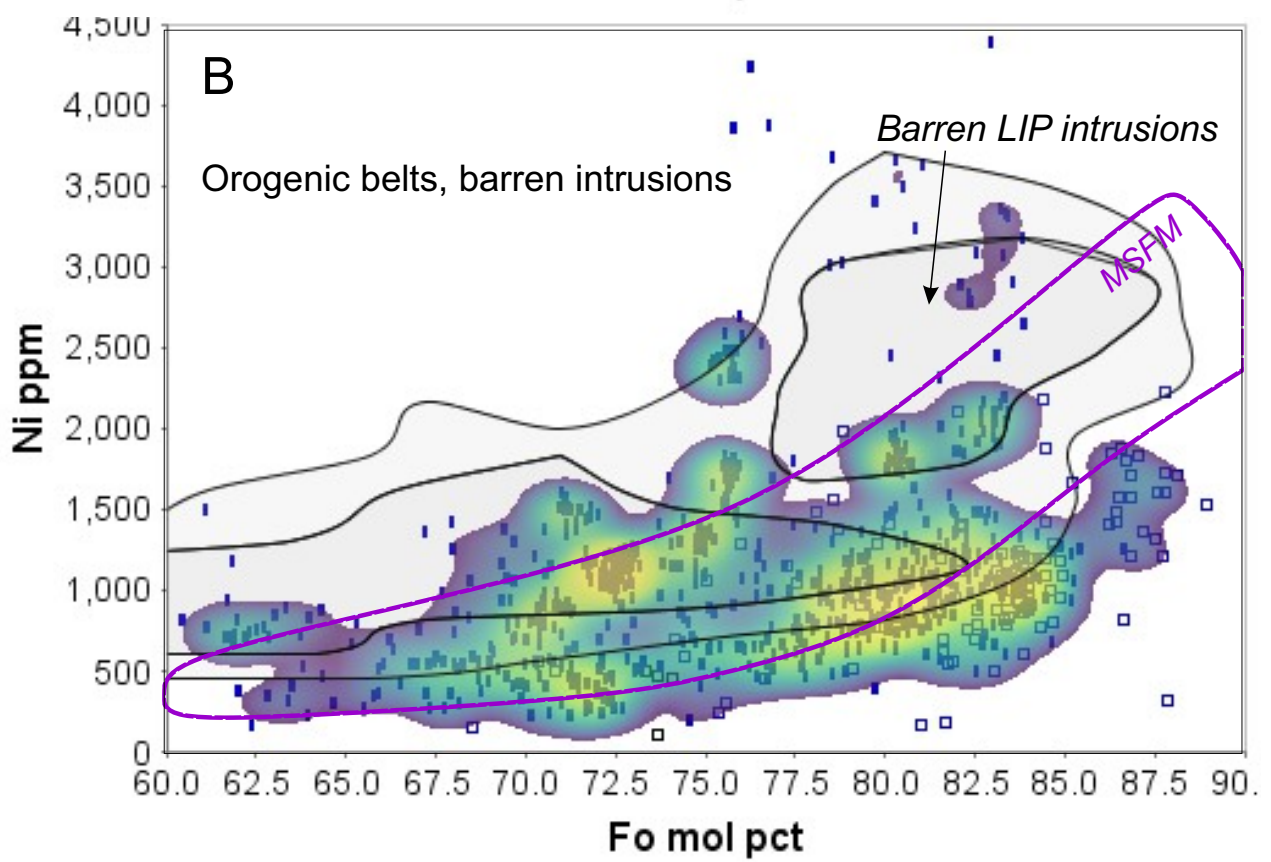 4,500
B
4,000
Barren LIP intrusions
Orogenic belts, barren intrusions
3,500
MSFM
3,000
2,500
2,000
1,500
1,000
500
0
Ni ppm
60.0 62.5 65.0 67.5 70.0 72.5 75.0 77.5 80.0 82.5 85.0 87.5 90.
Fo mol pct